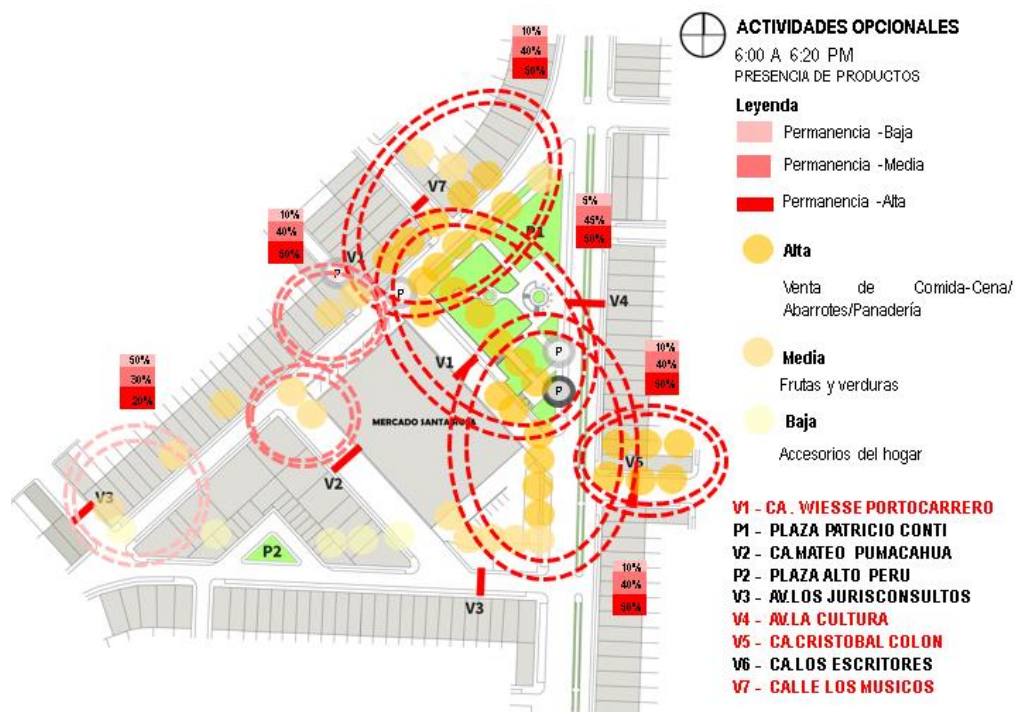 ACTIVIDADES OPCIONALES
6:00 A 6:20 PM
PRESENCIA DE PRODUCTOS
Leyenda
Permanencia -Baja
Permanencia -Media
Permanencia -Alta
Alta
Venta de Comida-Cena/
Abarrotes/Panadería
Media
Frutas y verduras
Baja
Accesorios del hogar
V1 - CA . WIESSE PORTOCARRERO
P1 - PLAZA PATRICIO CONTI
V2 - CA.MATEO PUMACAHUA
P2 - PLAZA ALTO PERU
V3 - AV.LOS JURISCONSULTOS
V4 - AV.LA CULTURA
V5 - CA.CRISTOBAL COLON
V6 - CA.LOS ESCRITORES
V7 - CALLE LOS MUSICOS
10%
40%
50%
V7
5%
45%
50%
10%
40%
50%
P1
V1
P
P
V4
V1
P
P
10%
40%
50%
50%
30%
20%
MERCADO SANTA ROSA
V5
V2
V3
P2
10%
40%
50%
V3